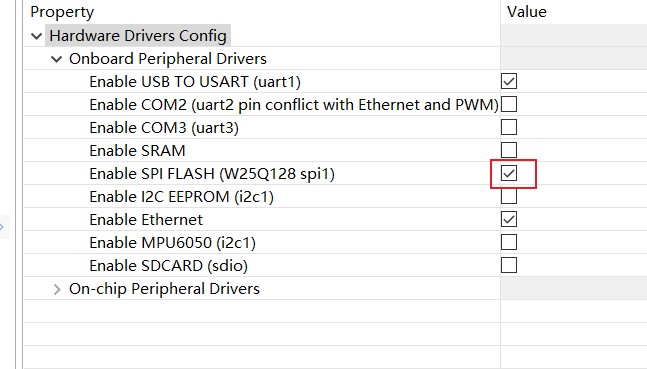 Property Value
Hardware Drivers Config
Onboard Peripheral Drivers
Enable USB TO USART (uart1)
Enable COM2 (uart2 pin conflict with Ethernet and PWM)
Enable COM3 (uart3)
Enable SRAM
Enable SPI FLASH (W25Q128 spi1)
Enable I2C EEPROM (i2c1)
Enable Ethernet
Enable MPU6050 (i2c1)
Enable SDCARD (sdio)
On-chip Peripheral Drivers